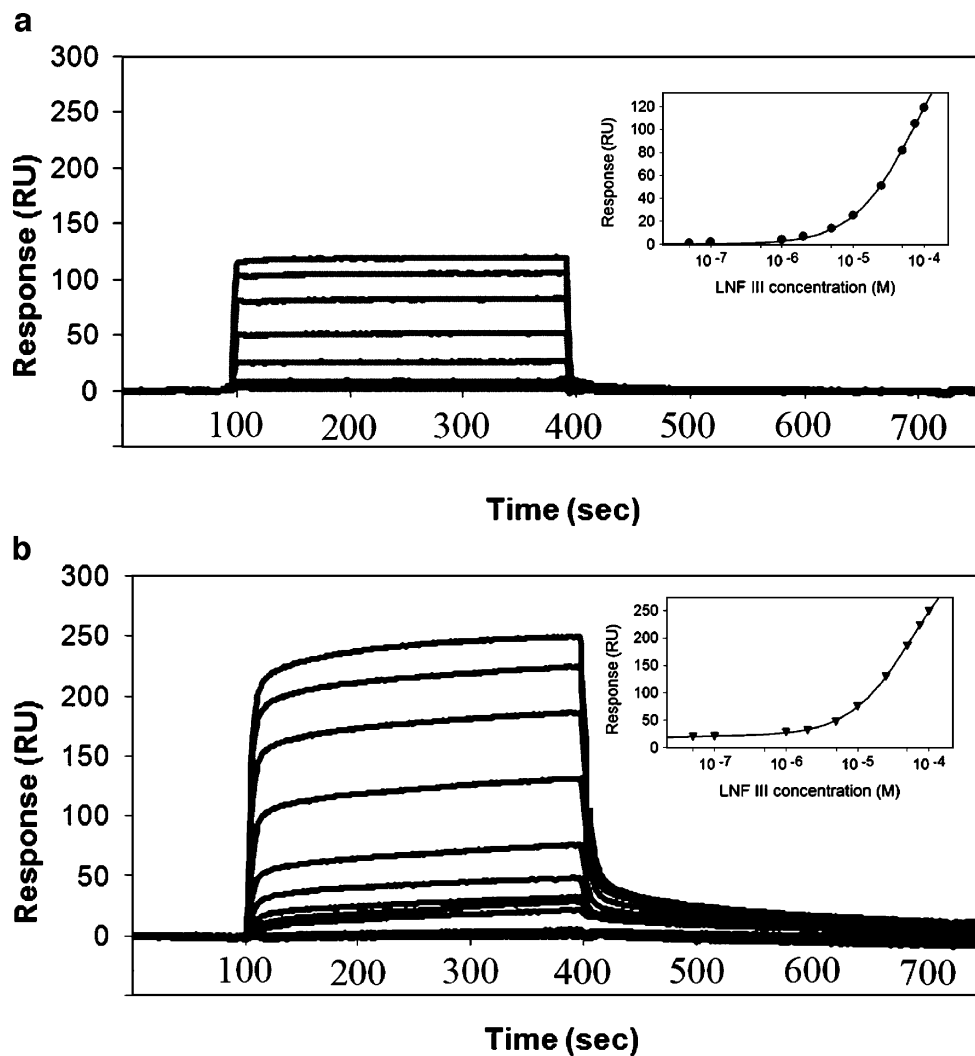 a
300
250
200
150
100
50
0
Response (RU)
100 200 300 400 500 600 700
Time (sec)
120
100
80
60
40
20
0
Response (RU)
10-7 10-6 10-5 10-4
LNF III concentration (M)
b
300
250
200
150
100
50
0
Response (RU)
100 200 300 400 500 600 700
Time (sec)
250
200
150
100
50
0
Response (RU)
10-7 10-6 10-5 10-4
LNF III concentration (M)